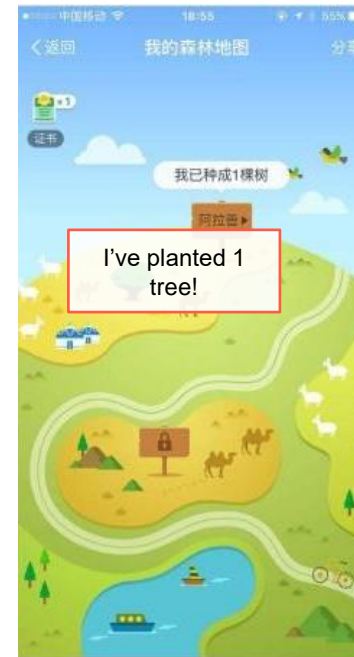 中国移动 18:55 55%
返回 我的森林地图 分享
×1
证书
我已种成1棵树
阿拉善
I’ve planted 1
tree!